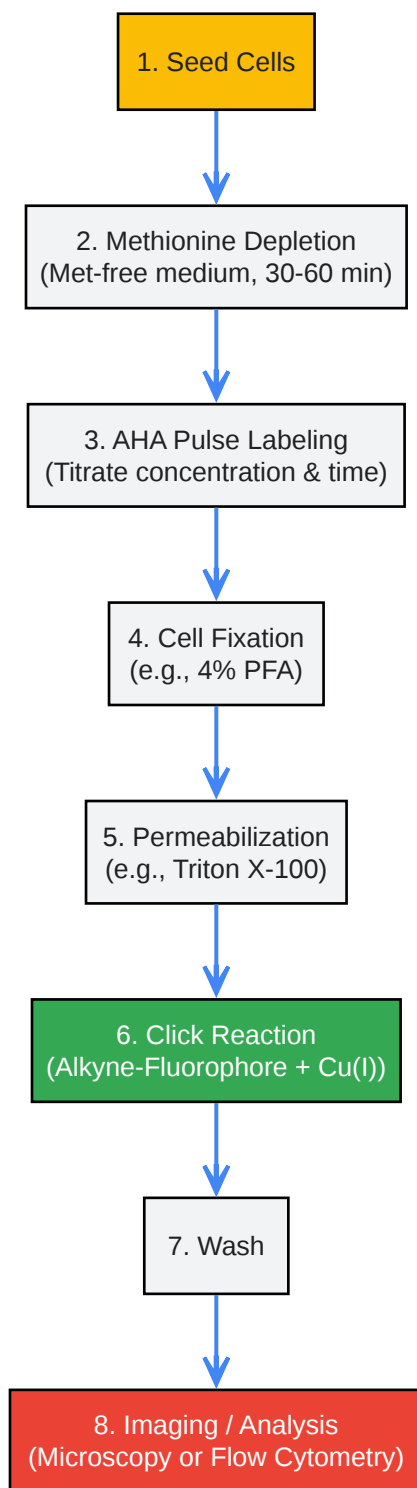 1. Seed Cells
2. Methionine Depletion
(Met-free medium, 30-60 min)
3. AHA Pulse Labeling
(Titrate concentration & time)
4. Cell Fixation
(e.g., 4% PFA)
5. Permeabilization
(e.g., Triton X-100)
6. Click Reaction
(Alkyne-Fluorophore + Cu(I))
7. Wash
8. Imaging / Analysis
(Microscopy or Flow Cytometry)